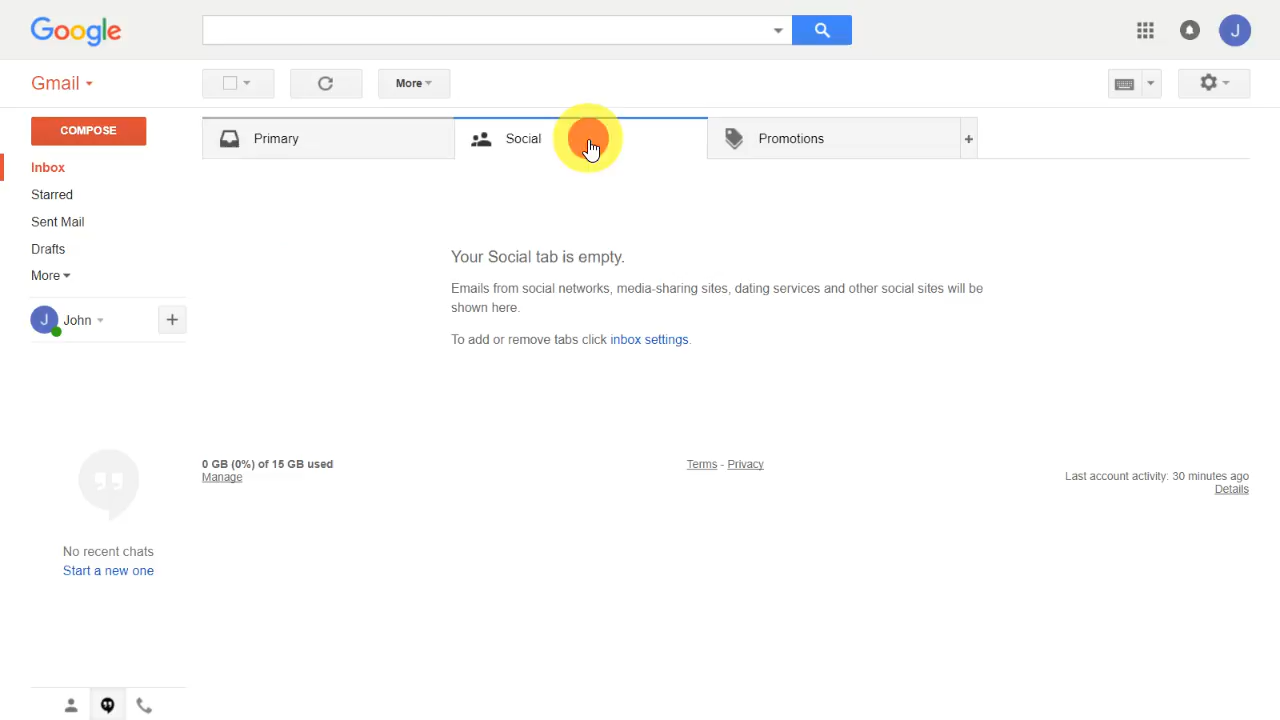 Google
J
Gmail
More
COMPOSE
Primary
Social
Promotions
+
Inbox
Starred
Sent Mail
Drafts
More
J
John
+
Your Social tab is empty.
Emails from social networks, media-sharing sites, dating services and other social sites will be
shown here.
To add or remove tabs click inbox settings.
0 GB (0%) of 15 GB used
Manage
Terms - Privacy
Last account activity: 30 minutes ago
Details
No recent chats
Start a new one